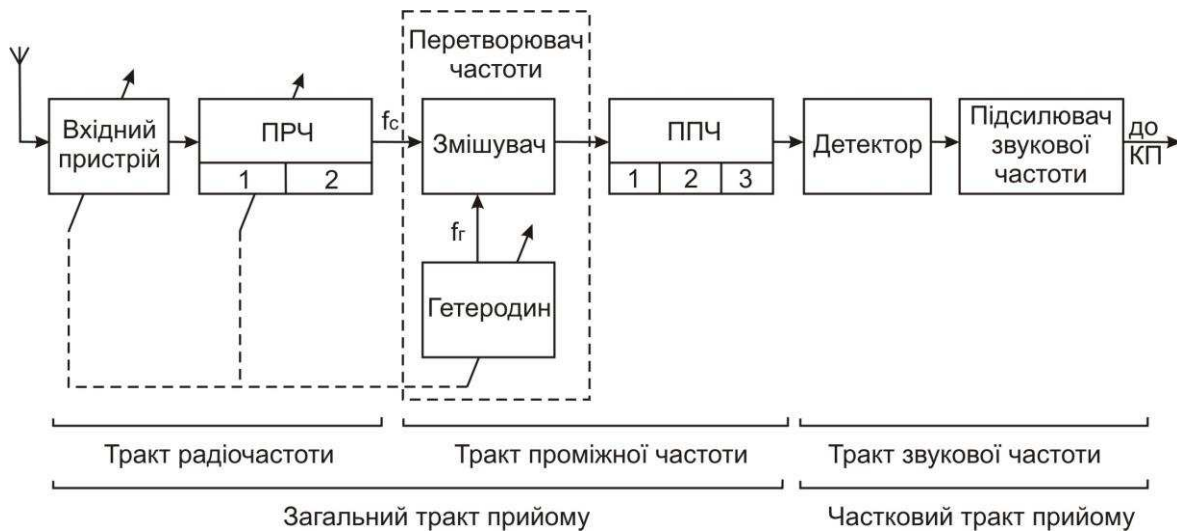 Перетворювач
частоти
Вхідний
пристрій
ПРЧ
1 2
fс
Змішувач
ППЧ
1 2 3
Детектор
Підсилювач
звукової
частоти
до
КП
fг
Гетеродин
Тракт радіочастоти
Тракт проміжної частоти
Тракт звукової частоти
Загальний тракт прийому
Частковий тракт прийому